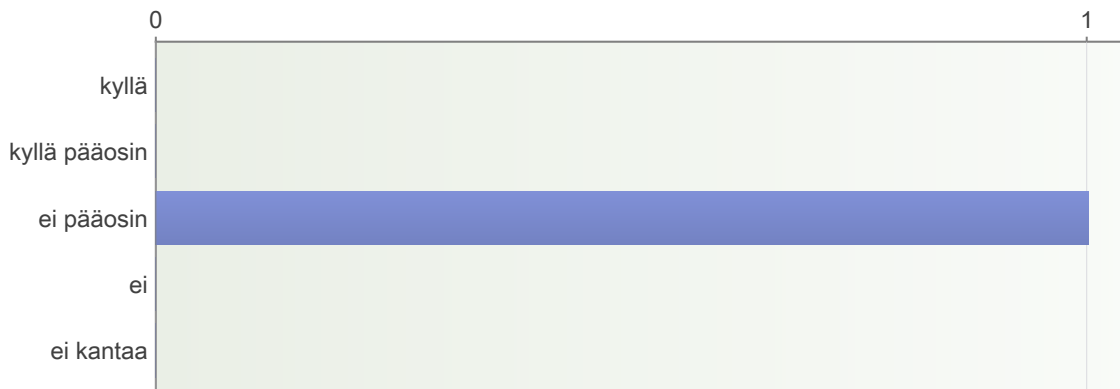 0 1
kyllä
kyllä pääosin
ei pääosin
ei
ei kantaa